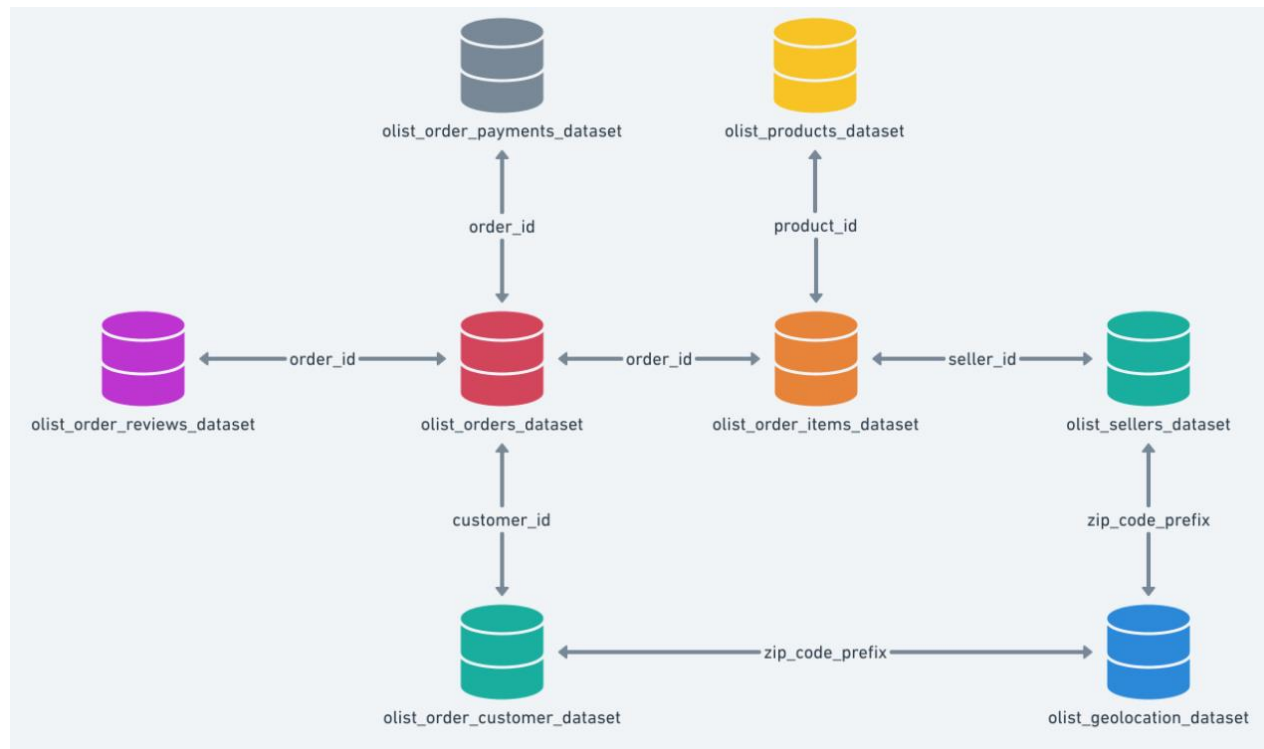 olist_order_payments_dataset
olist_products_dataset
order_id
product_id
order_id
order_id
seller_id
olist_order_reviews_dataset
olist_orders_dataset
olist_order_items_dataset
olist_sellers_dataset
customer_id
zip_code_prefix
zip_code_prefix
olist_order_customer_dataset
olist_geolocation_dataset